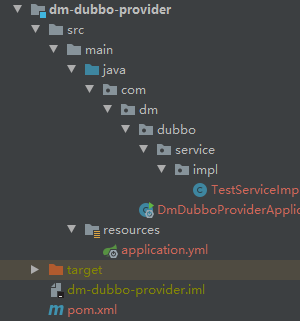 dm-dubbo-provider
src
main
java
com
dm
dubbo
service
impl
TestServiceImp
DmDubboProviderApplic
resources
application.yml
target
dm-dubbo-provider.iml
pom.xml